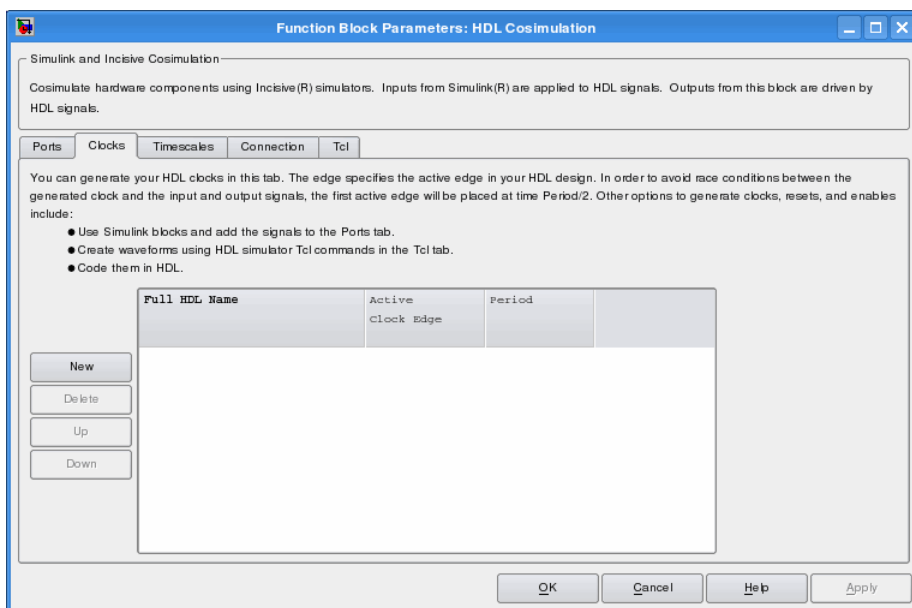 Function Block Parameters: HDL Cosimulation
Simulink and Incisive Cosimulation
Cosimulate hardware components using Incisive(R) simulators. Inputs from Simulink(R) are applied to HDL signals. Outputs from this block are driven by
HDL signals.
Ports Clocks Timescales Connection Tcl
You can generate your HDL clocks in this tab. The edge specifies the active edge in your HDL design. In order to avoid race conditions between the
generated clock and the input and output signals, the first active edge will be placed at time Period/2. Other options to generate clocks, resets, and enables
include:
● Use Simulink blocks and add the signals to the Ports tab.
● Create waveforms using HDL simulator Tcl commands in the Tcl tab.
● Code them in HDL.
Full HDL Name Active Period
Clock Edge
New
Delete
Up
Down
OK Cancel Help Apply